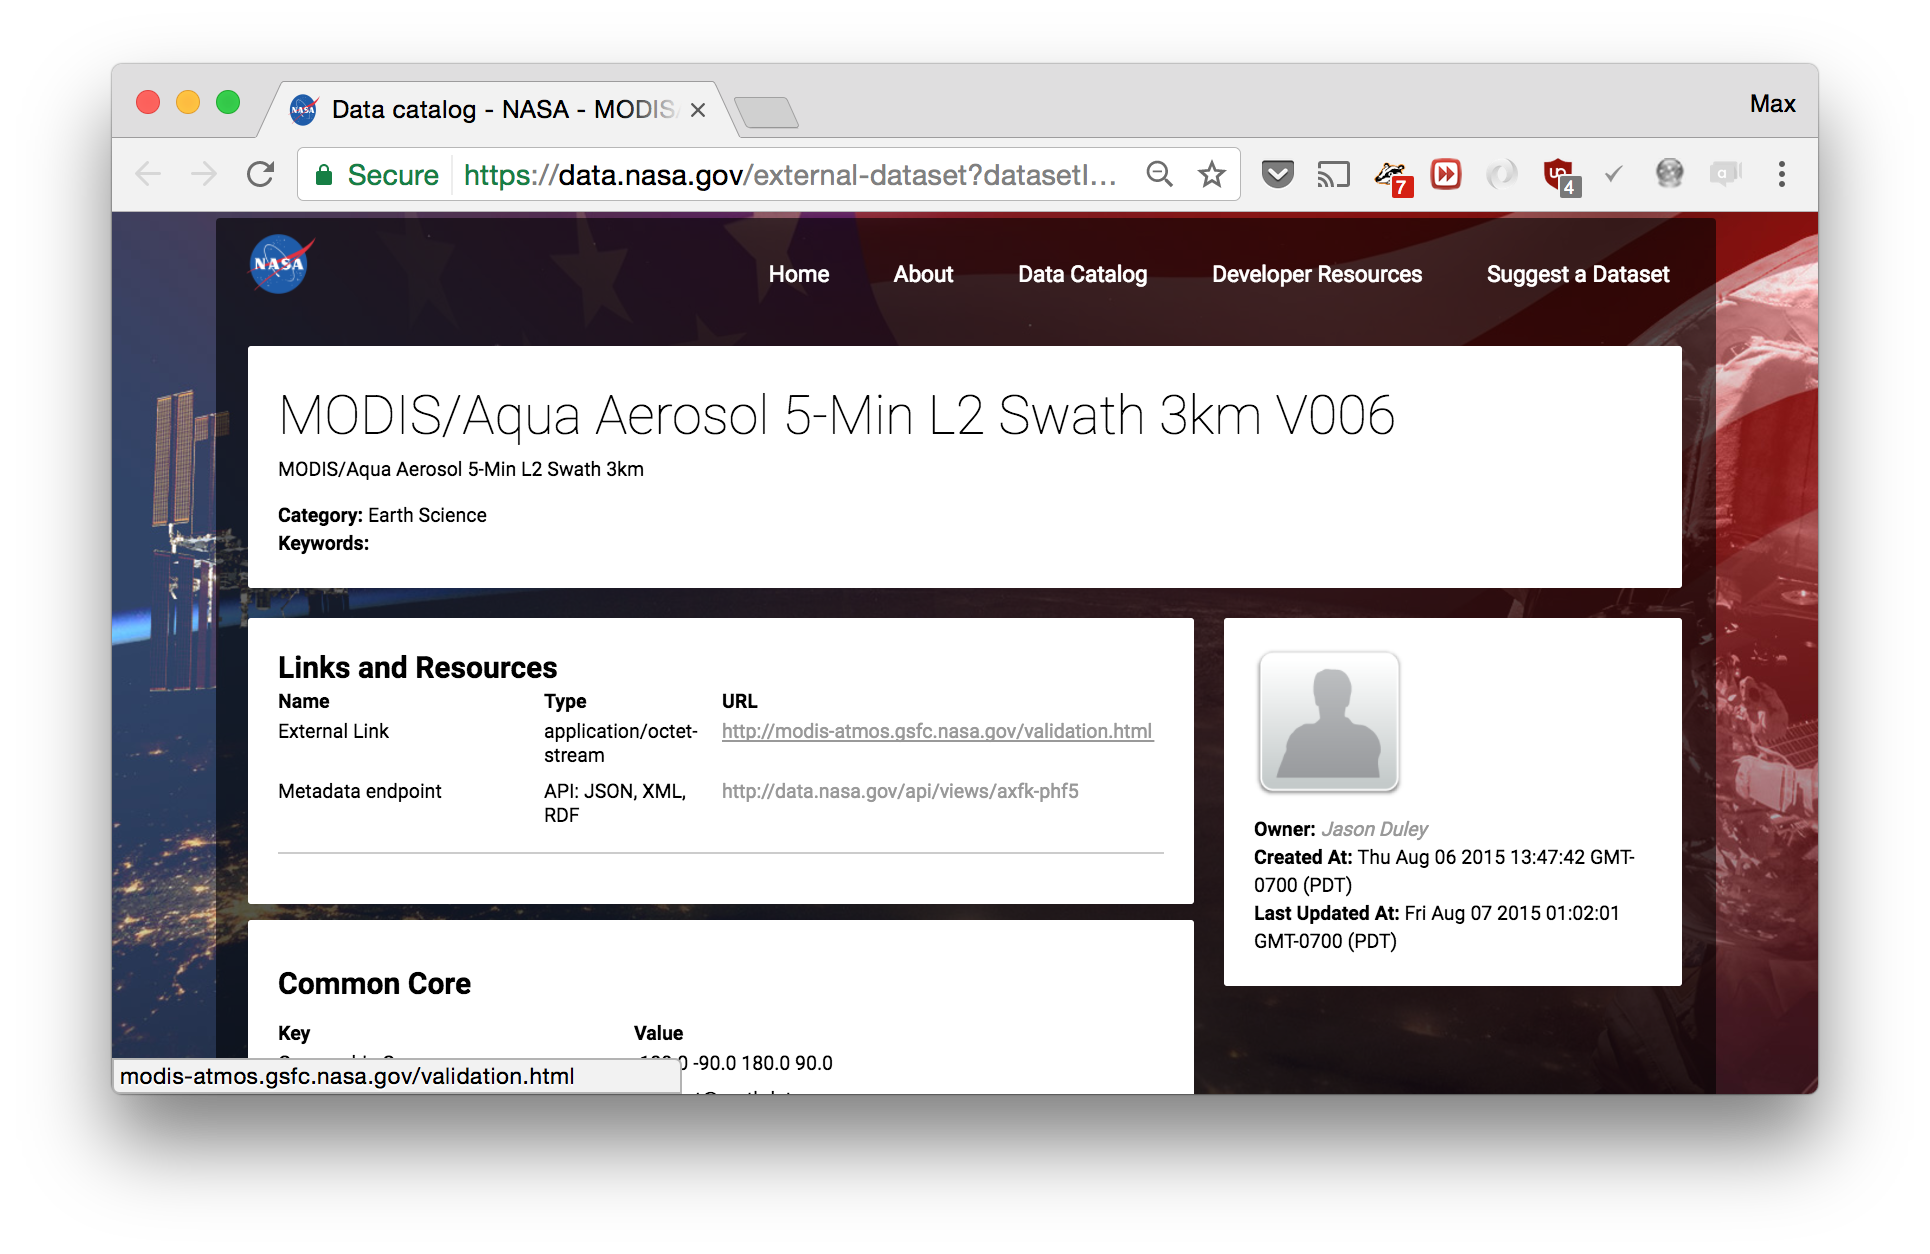 Data catalog - NASA - MODIS
Max
Secure https://data.nasa.gov/external-dataset?datasetI...
7
4
NASA
Home About Data Catalog Developer Resources Suggest a Dataset
MODIS/Aqua Aerosol 5-Min L2 Swath 3km V006
MODIS/Aqua Aerosol 5-Min L2 Swath 3km
Category: Earth Science
Keywords:
Links and Resources
Name Type URL
External Link application/octet-stream http://modis-atmos.gsfc.nasa.gov/validation.html
Metadata endpoint API: JSON, XML, RDF http://data.nasa.gov/api/views/axfk-phf5
Owner: Jason Duley
Created At: Thu Aug 06 2015 13:47:42 GMT-
0700 (PDT)
Last Updated At: Fri Aug 07 2015 01:02:01
GMT-0700 (PDT)
Common Core
Key Value
-90.0 180.0 90.0
modis-atmos.gsfc.nasa.gov/validation.html